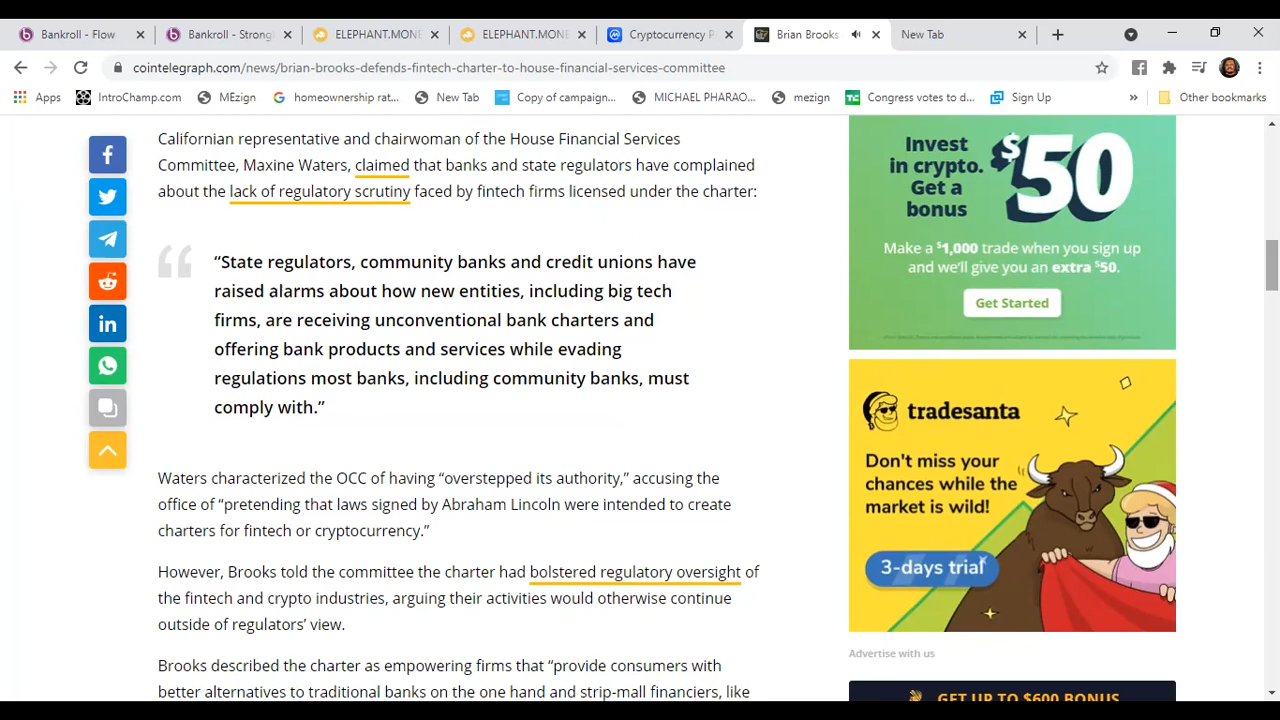 Bankroll - Flow
Bankroll - Strong
ELEPHANT.MONE
ELEPHANT.MONE
Cryptocurrency P
Brian Brooks
New Tab
cointelegraph.com/news/brian-brooks-defends-fintech-charter-to-house-financial-services-committee
Apps
IntroChamp.com
MEzign
homeownership rat...
New Tab
Copy of campaign...
MICHAEL PHARAO...
mezign
Congress votes to d...
Sign Up
»
Other bookmarks
Californian representative and chairwoman of the House Financial Services
Committee, Maxine Waters, claimed that banks and state regulators have complained
about the lack of regulatory scrutiny faced by fintech firms licensed under the charter:
“State regulators, community banks and credit unions have
raised alarms about how new entities, including big tech
firms, are receiving unconventional bank charters and
offering bank products and services while evading
regulations most banks, including community banks, must
comply with.”
Waters characterized the OCC of having “overstepped its authority,” accusing the
office of “pretending that laws signed by Abraham Lincoln were intended to create
charters for fintech or cryptocurrency.”
However, Brooks told the committee the charter had bolstered regulatory oversight of
the fintech and crypto industries, arguing their activities would otherwise continue
outside of regulators’ view.
Brooks described the charter as empowering firms that “provide consumers with
better alternatives to traditional banks on the one hand and strip-mall financiers, like
Invest
in crypto.
Get a
bonus
$50
Make a $1,000 trade when you sign up
and we'll give you an extra $50.
Get Started
tradesanta
Don't miss your
chances while the
market is wild!
3-days trial
Advertise with us
GET UP TO $600 BONUS